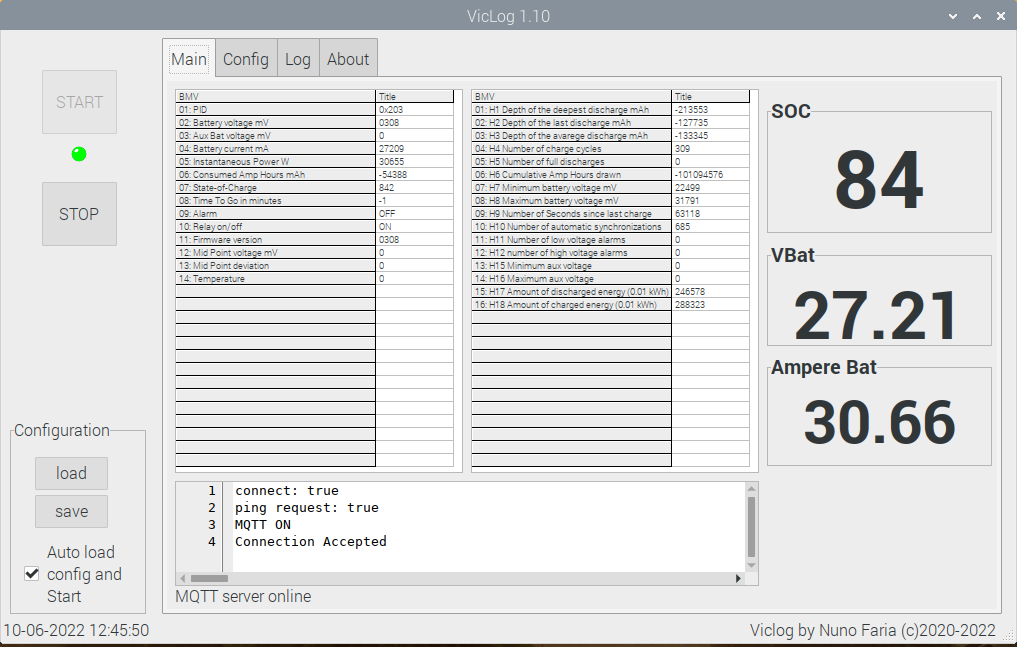 VicLog 1.10
START
STOP
Configuration
load
save
Auto load
config and
Start
Main Config Log About
BMV Title
01: PID 0x203
02: Battery voltage mV 0308
03: Aux Bat voltage mV 0
04: Battery current mA 27209
05: Instantaneous Power W 30655
06: Consumed Amp Hours mAh -54388
07: State-of-Charge 842
08: Time To Go in minutes -1
09: Alarm OFF
10: Relay on/off ON
11: Firmware version 0308
12: Mid Point voltage mV 0
13: Mid Point deviation 0
14: Temperature 0
BMV Title
01: H1 Depth of the deepest discharge mAh -213553
02: H2 Depth of the last discharge mAh -127735
03: H3 Depth of the avarege discharge mAh -133345
04: H4 Number of charge cycles 309
05: H5 Number of full discharges 0
06: H6 Cumulative Amp Hours drawn -101094576
07: H7 Minimum battery voltage mV 22499
08: H8 Maximum battery voltage mV 31791
09: H9 Number of Seconds since last charge 63118
10: H10 Number of automatic synchronizations 685
11: H11 Number of low voltage alarms 0
12: H12 number of high voltage alarms 0
13: H15 Minimum aux voltage 0
14: H16 Maximum aux voltage 0
15: H17 Amount of discharged energy (0.01 kWh) 246578
16: H18 Amount of charged energy (0.01 kWh) 288323
SOC
84
VBat
27.21
Ampere Bat
30.66
1 connect: true
2 ping request: true
3 MQTT ON
4 Connection Accepted
MQTT server online
10-06-2022 12:45:50
Viclog by Nuno Faria (c)2020-2022